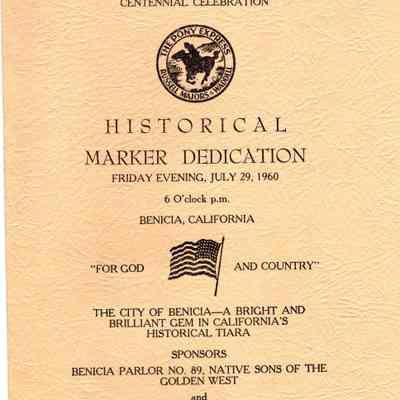 CENTENNIAL CELEBRATION
THE PONY EXPRESS
RUSSELL MAJORS & WADDELL
HISTORICAL
MARKER DEDICATION
FRIDAY EVENING, JULY 29, 1960
6 O'clock p.m.
BENICIA, CALIFORNIA
"FOR GOD AND COUNTRY"
THE CITY OF BENICIA—A BRIGHT AND
BRILLIANT GEM IN CALIFORNIA'S
HISTORICAL TIARA
SPONSORS
BENICIA PARLOR NO. 89, NATIVE SONS OF THE
GOLDEN WEST
and